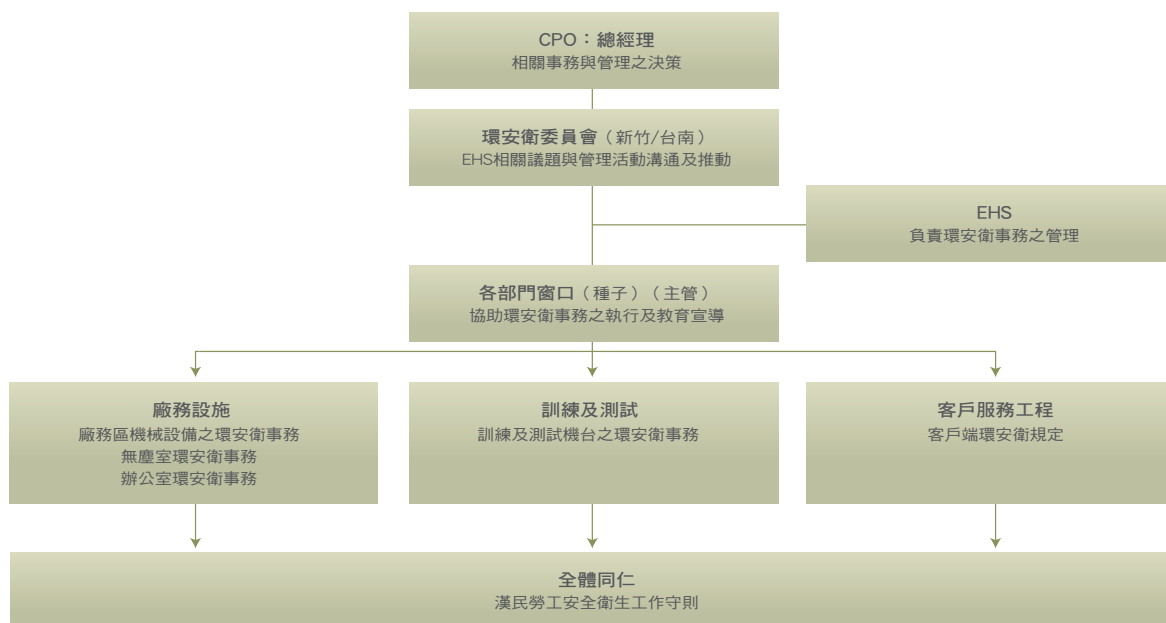 CPO：總經理
相關事務與管理之決策
環安衛委員會（新竹/台南）
EHS相關議題與管理活動溝通及推動
EHS
負責環安衛事務之管理
各部門窗口（種子）（主管）
協助環安衛事務之執行及教育宣導
廠務設施
廠務區機械設備之環安衛事務
無塵室環安衛事務
辦公室環安衛事務
訓練及測試
訓練及測試機台之環安衛事務
客戶服務工程
客戶端環安衛規定
全體同仁
漢民勞工安全衛生工作守則